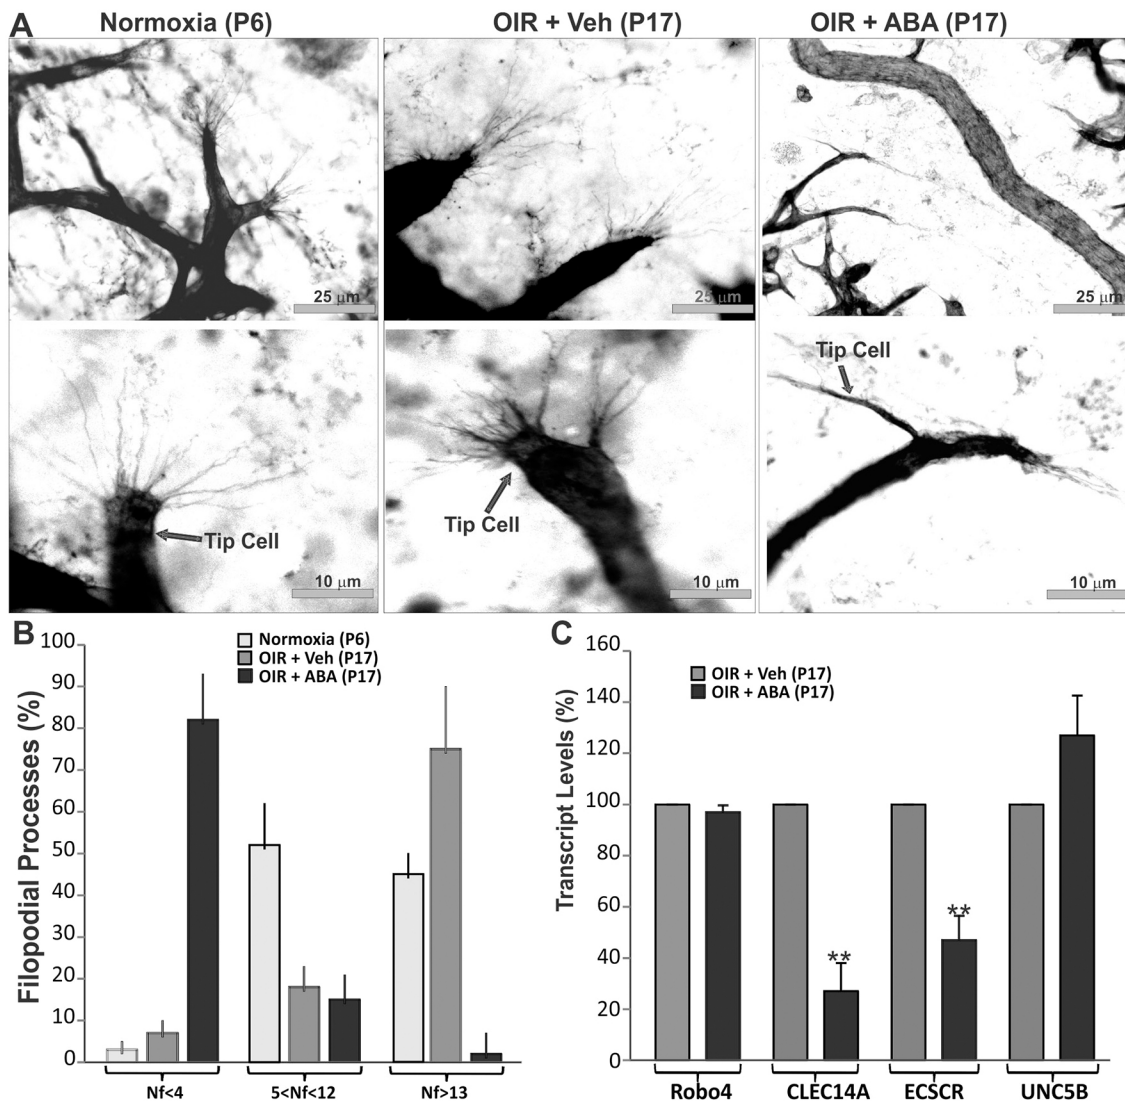 A
Normoxia (P6)
OIR + Veh (P17)
OIR + ABA (P17)
25 μm
25 μm
25 μm
Tip Cell
10 μm
Tip Cell
10 μm
Tip Cell
10 μm
B
Filopodial Processes (%)
100
90
80
70
60
50
40
30
20
10
0
Normoxia (P6)
OIR + Veh (P17)
OIR + ABA (P17)
Nf<4
5<Nf<12
Nf>13
C
Transcript Levels (%)
160
140
120
100
80
60
40
20
0
OIR + Veh (P17)
OIR + ABA (P17)
**
**
Robo4
CLEC14A
ECSCR
UNC5B